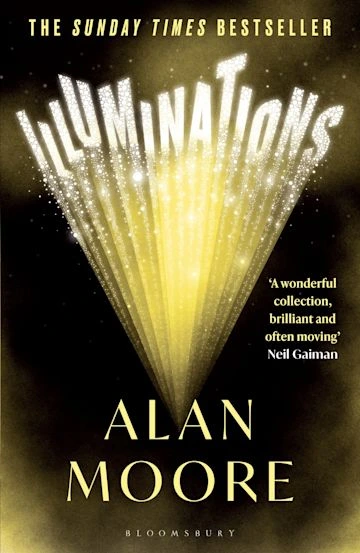 THE SUNDAY TIMES BESTSELLER
ILLUMINATIONS
‘A wonderful
collection,
brilliant and
often moving’
Neil Gaiman
ALAN
MOORE
BLOOMSBURY